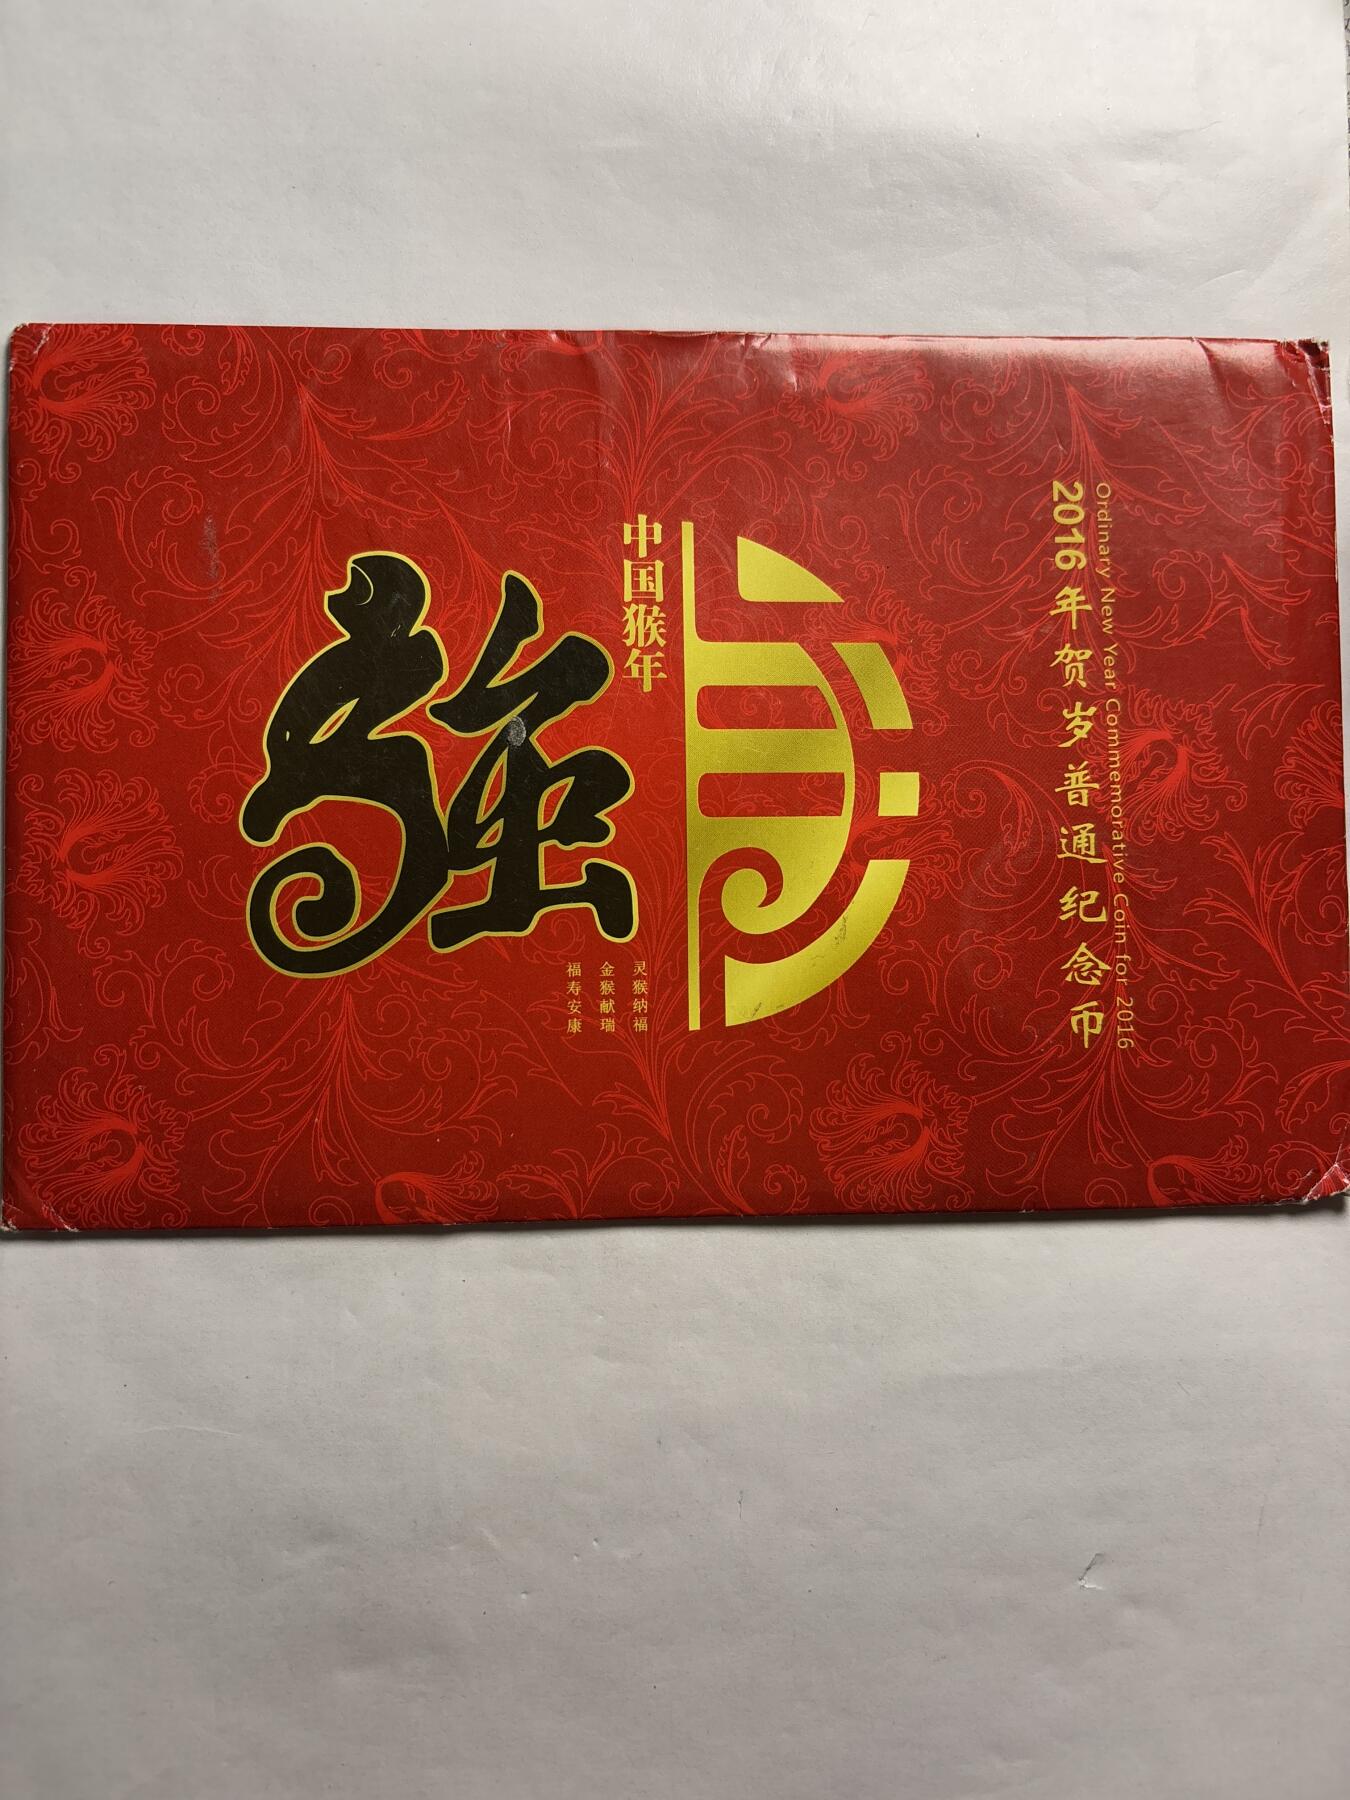 Ordinary New Year Commemorative Coin for 2016
2016年贺岁普通纪念币
中国猴年
強
灵猴纳福
金猴献瑞
福寿安康